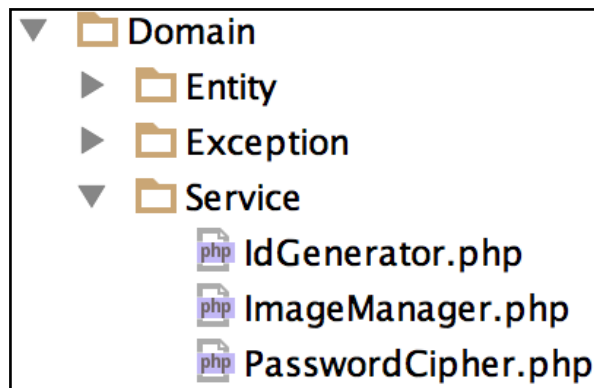 Domain
Entity
Exception
Service
php IdGenerator.php
php ImageManager.php
php PasswordCipher.php